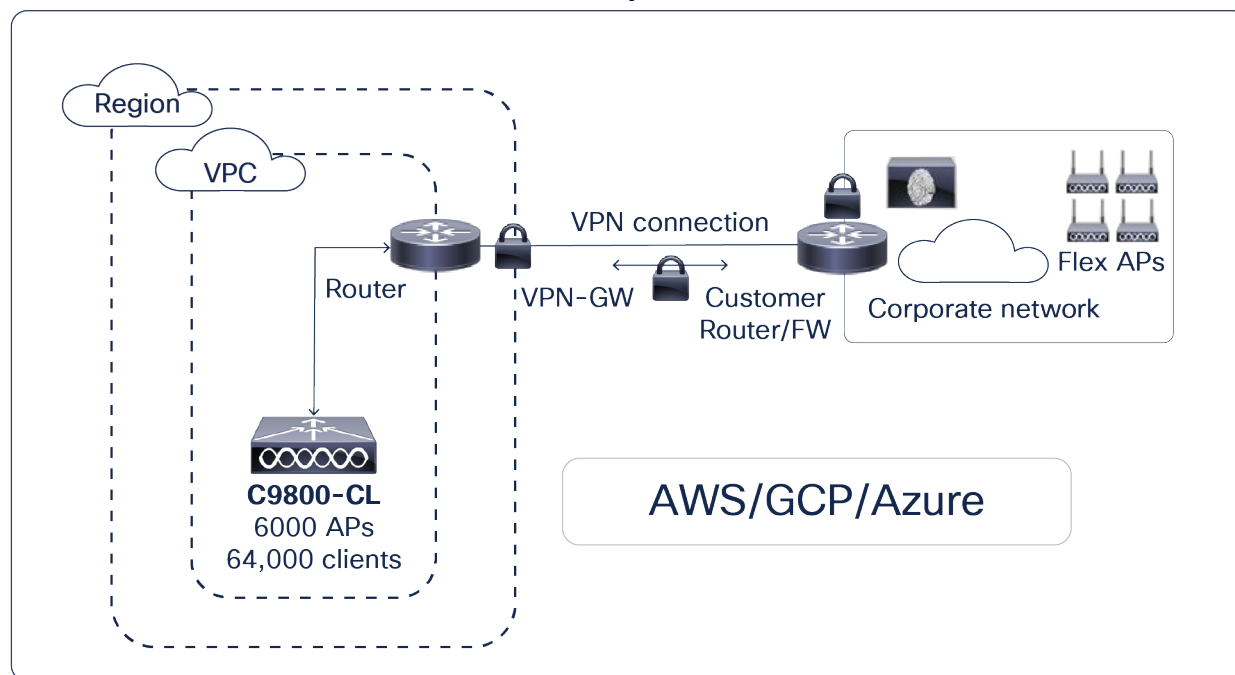 Region
VPC
Router
VPN connection
VPN-GW
Customer
Router/FW
Flex APs
Corporate network
C9800-CL
6000 APs
64,000 clients
AWS/GCP/Azure